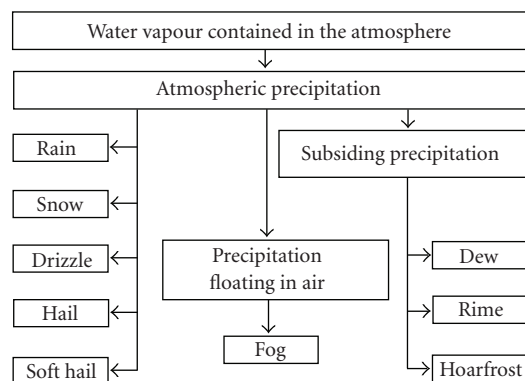 Water vapour contained in the atmosphere
Atmospheric precipitation
Rain
Snow
Drizzle
Hail
Soft hail
Precipitation
floating in air
Fog
Subsiding precipitation
Dew
Rime
Hoarfrost